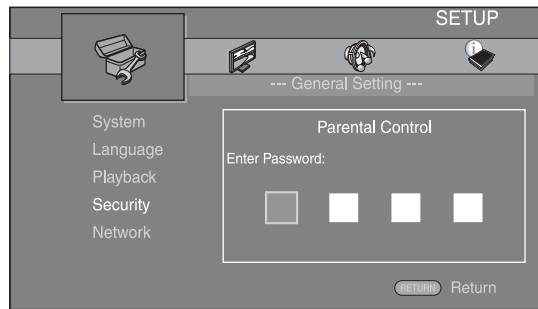 SETUP
--- General Setting ---
System
Language
Playback
Security
Network
Parental Control
Enter Password:
RETURN Return